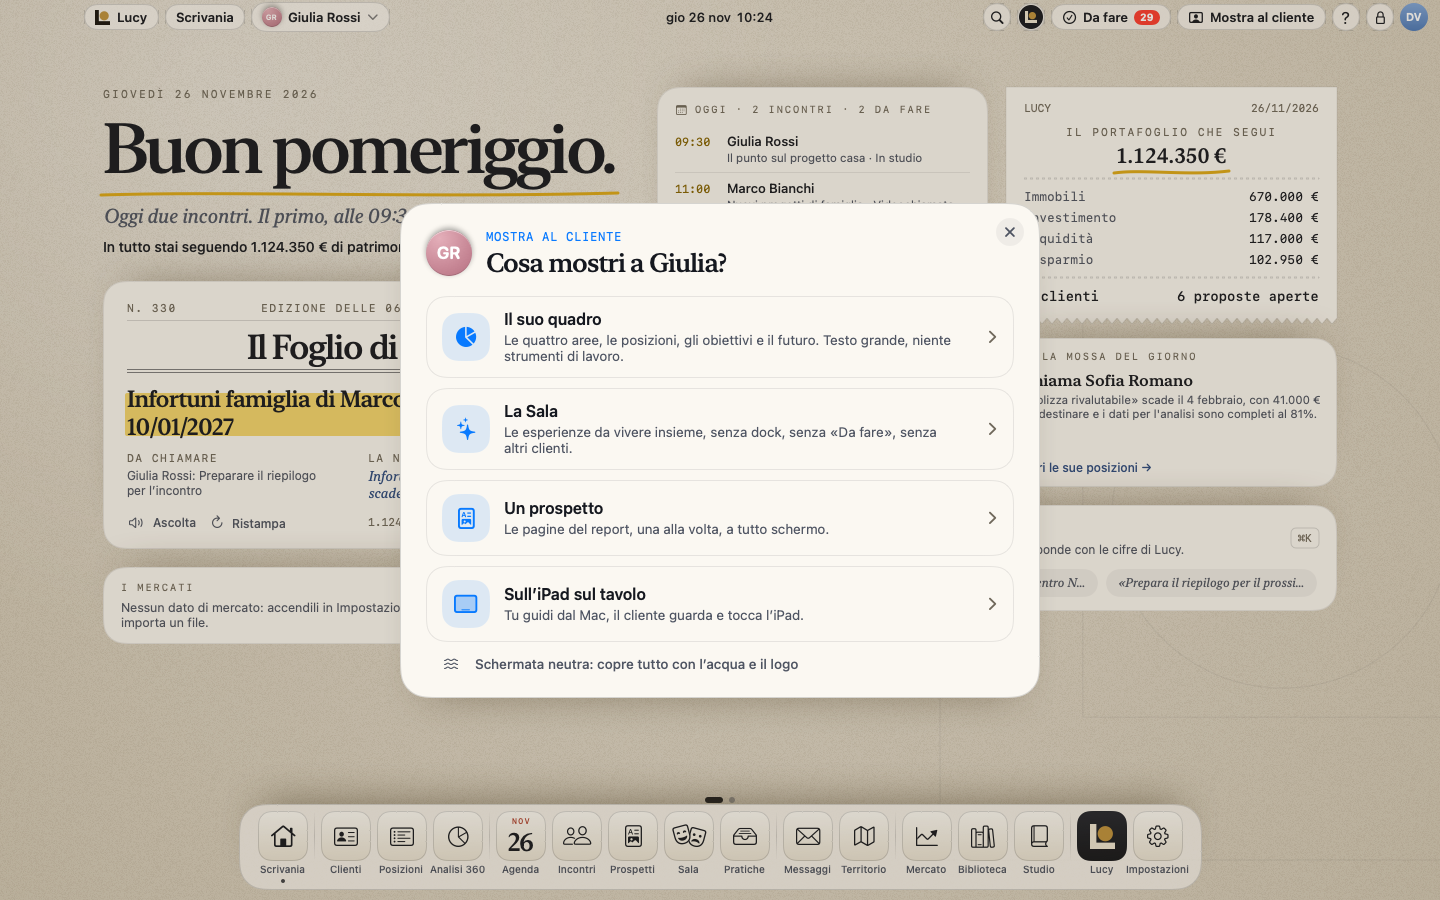 Lucy
Scrivania
GR
Giulia Rossi
gio 26 nov 10:24
Da fare 29
Mostra al cliente
?
DV
GIOVEDÌ 26 NOVEMBRE 2026
Buon pomeriggio.
Oggi due incontri. Il primo, alle 09:3
In tutto stai seguendo 1.124.350 € di patrimon
OGGI · 2 INCONTRI · 2 DA FARE
09:30 Giulia Rossi
Il punto sul progetto casa · In studio
11:00 Marco Bianchi
LUCY 26/11/2026
IL PORTAFOGLIO CHE SEGUI
1.124.350 €
Immobili 670.000 €
nvestimento 178.400 €
quidità 117.000 €
sparmio 102.950 €
clienti 6 proposte aperte
N. 330 EDIZIONE DELLE 06
Il Foglio di
Infortuni famiglia di Marco
10/01/2027
DA CHIAMARE
Giulia Rossi: Preparare il riepilogo
per l'incontro
Ascolta
Ristampa
LA N
Infor
scade
1.124
I MERCATI
Nessun dato di mercato: accendili in Impostazio
importa un file.
LA MOSSA DEL GIORNO
hiama Sofia Romano
olizza rivalutabile» scade il 4 febbraio, con 41.000 €
destinare e i dati per l'analisi sono completi al 81%.
ri le sue posizioni →
⌘K
ponde con le cifre di Lucy.
entro N...
«Prepara il riepilogo per il prossi...
GR
MOSTRA AL CLIENTE
Cosa mostri a Giulia?
Il suo quadro
Le quattro aree, le posizioni, gli obiettivi e il futuro. Testo grande, niente
strumenti di lavoro.
La Sala
Le esperienze da vivere insieme, senza dock, senza «Da fare», senza
altri clienti.
Un prospetto
Le pagine del report, una alla volta, a tutto schermo.
Sull'iPad sul tavolo
Tu guidi dal Mac, il cliente guarda e tocca l'iPad.
Schermata neutra: copre tutto con l'acqua e il logo
NOV
26
Scrivania
Clienti
Posizioni
Analisi 360
Agenda
Incontri
Prospetti
Sala
Pratiche
Messaggi
Territorio
Mercato
Biblioteca
Studio
Lucy
Impostazioni